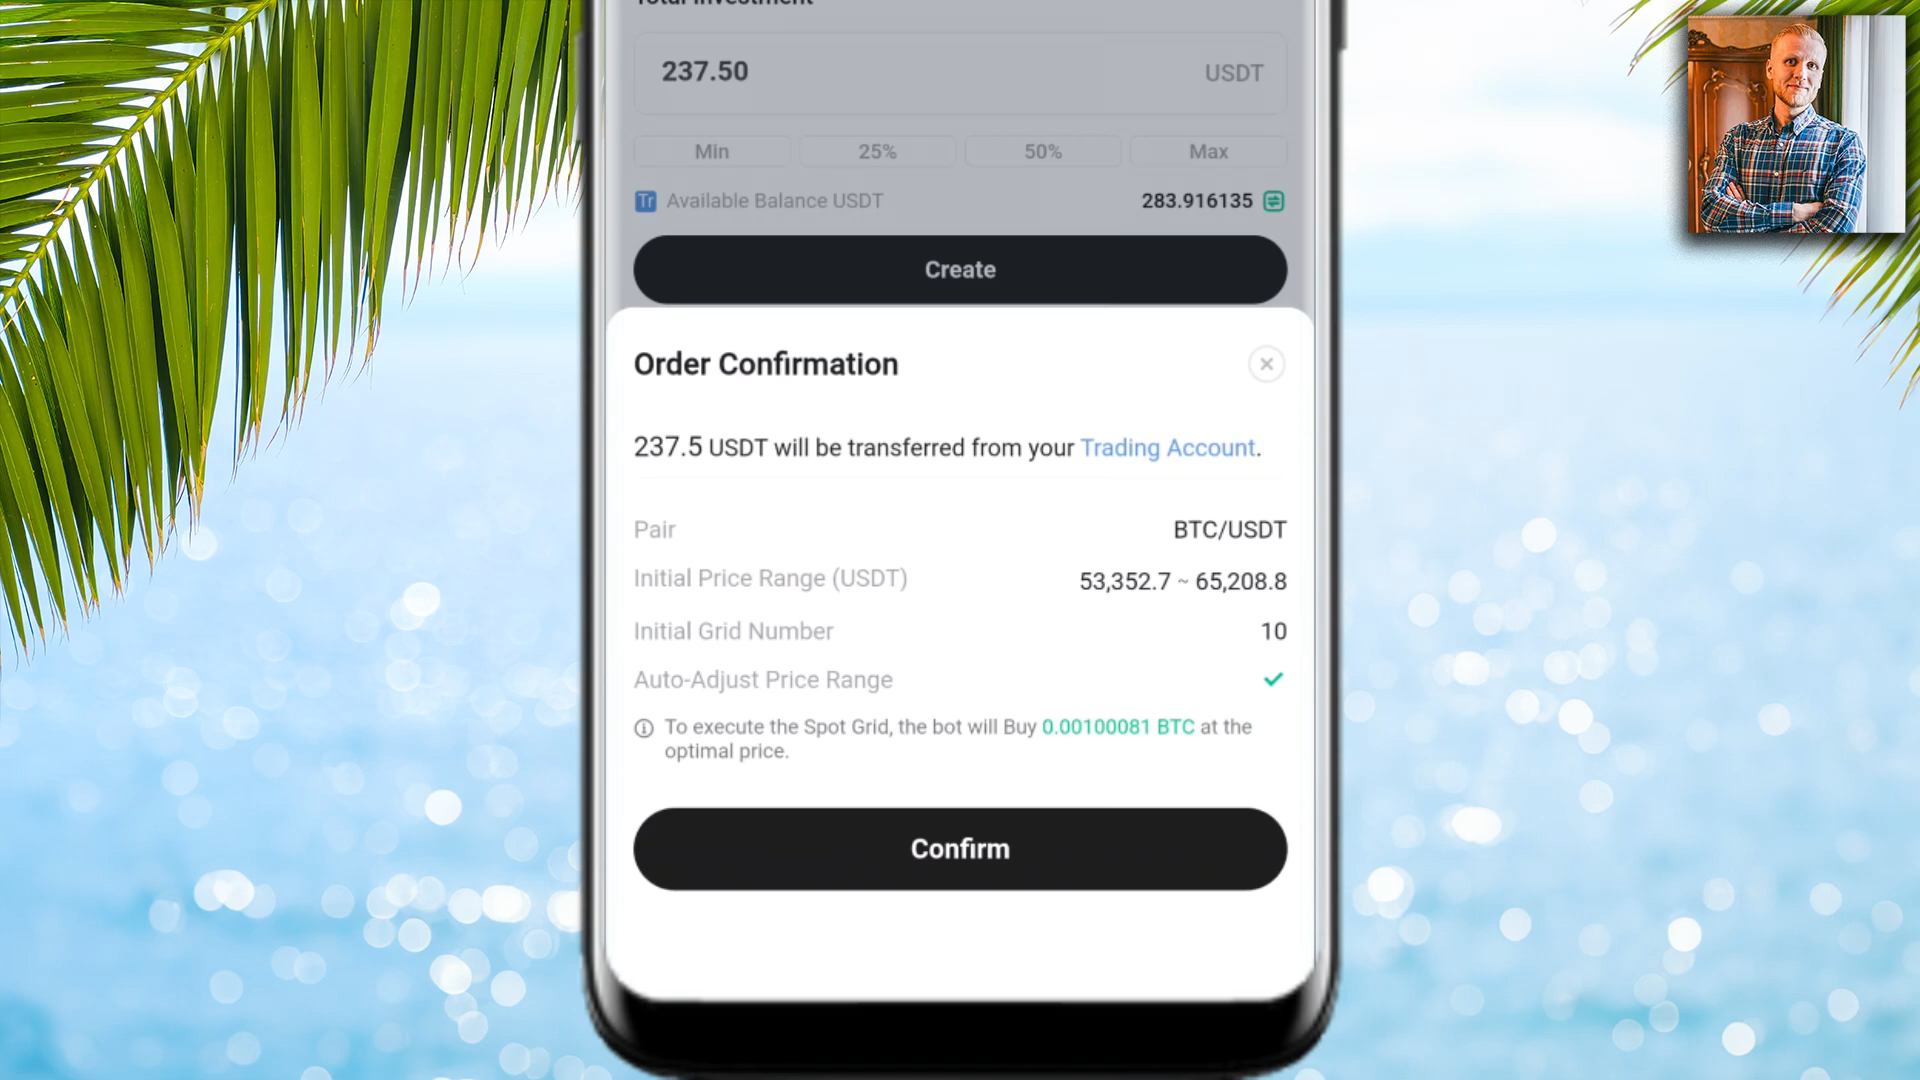 Total Investment
237.50 USDT
Min 25% 50% Max
Tr Available Balance USDT 283.916135
Create
Order Confirmation
237.5 USDT will be transferred from your Trading Account.
Pair BTC/USDT
Initial Price Range (USDT) 53,352.7 ~ 65,208.8
Initial Grid Number 10
Auto-Adjust Price Range
To execute the Spot Grid, the bot will Buy 0.00100081 BTC at the
optimal price.
Confirm